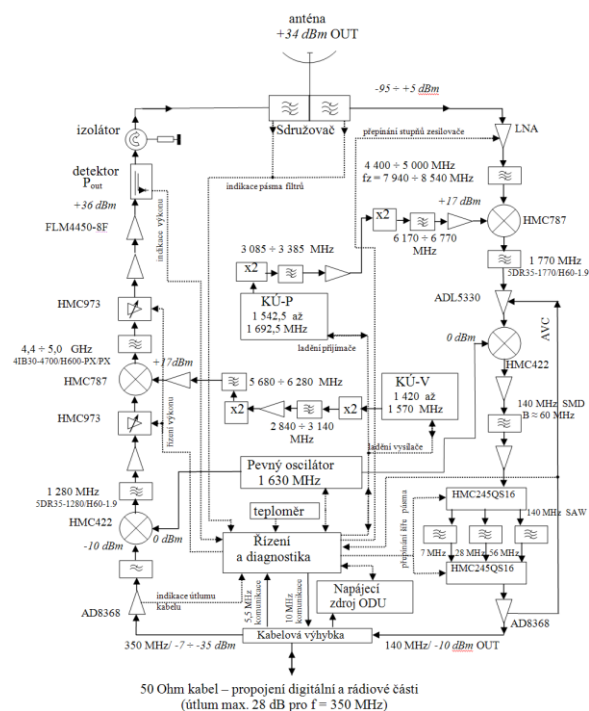 anténa
+34 dBm OUT
-95 ÷ +5 dBm
izolátor
Sdružovač
přepínání stupňů zesilovače
LNA
detektor
Pout
indikace pásma filtrů
4 400 ÷ 5 000 MHz
fz = 7 940 ÷ 8 540 MHz
+36 dBm
indikace výkonu
x2
+17 dBm
HMC787
FLM4450-8F
3 085 ÷ 3 385 MHz
6 170 ÷ 6 770
MHz
x2
1 770 MHz
5DR35-1770/H60-1.9
HMC973
KÚ-P
1 542,5 až
1 692,5 MHz
ADL5330
AVC
4,4 ÷ 5,0 GHz
4IB30-4700/H600-PX/PX
ladění přijímače
0 dBm
HMC422
+17dBm
HMC787
5 680 ÷ 6 280 MHz
KÚ-V
1 420 až
1 570 MHz
140 MHz SMD
B ≈ 60 MHz
x2
x2
2 840 ÷ 3 140
MHz
HMC973
řízení výkonu
ladění vysílače
Pevný oscilátor
1 630 MHz
1 280 MHz
5DR35-1280/H60-1.9
HMC245QS16
teploměr
140 MHz SAW
HMC422
-10 dBm
0 dBm
Řízení
a diagnostika
přepínání šířky pásma
7 MHz
28 MHz
56 MHz
HMC245QS16
indikace útlumu
kabelu
5,5 MHz
komunikace
10 MHz
komunikace
Napájecí
zdroj ODU
AD8368
AD8368
350 MHz/ -7 ÷ -35 dBm
Kabelová výhybka
140 MHz/ -10 dBm OUT
50 Ohm kabel – propojení digitální a rádiové části
(útlum max. 28 dB pro f = 350 MHz)